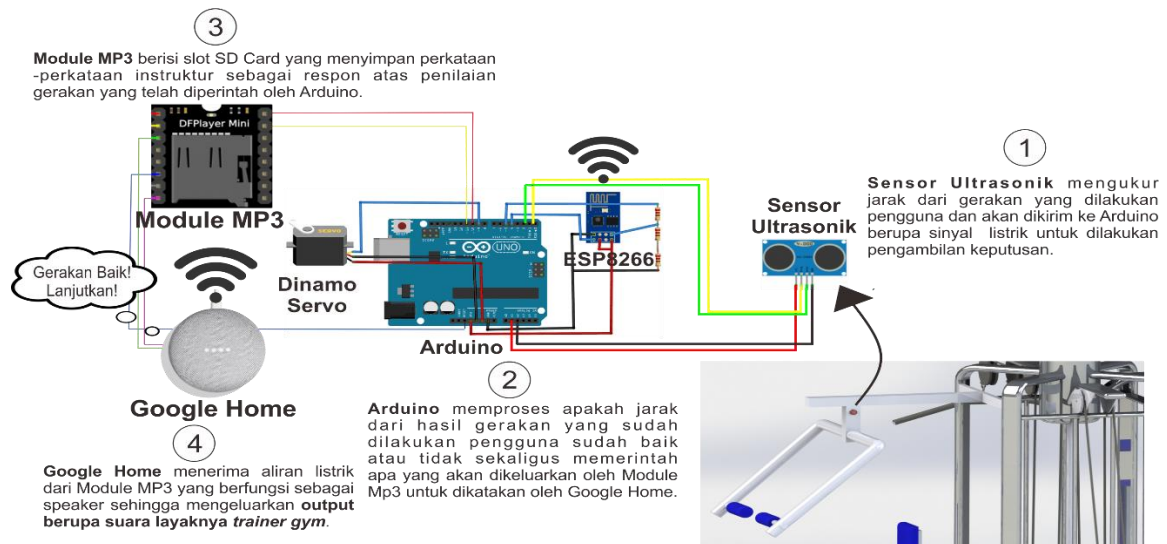 3
Module MP3 berisi slot SD Card yang menyimpan perkataan
-perkataan instruktur sebagai respon atas penilaian
gerakan yang telah diperintah oleh Arduino.
DFPlayer Mini
Module MP3
Gerakan Baik!
Lanjutkan!
Dinamo
Servo
UNO
Arduino
ESP8266
Sensor
Ultrasonik
1
Sensor Ultrasonik mengukur
jarak dari gerakan yang dilakukan
pengguna dan akan dikirim ke Arduino
berupa sinyal listrik untuk dilakukan
pengambilan keputusan.
2
Arduino memproses apakah jarak
dari hasil gerakan yang sudah
dilakukan pengguna sudah baik
atau tidak sekaligus memerintah
apa yang akan dikeluarkan oleh Module
Mp3 untuk dikatakan oleh Google Home.
Google Home
4
Google Home menerima aliran listrik
dari Module MP3 yang berfungsi sebagai
speaker sehingga mengeluarkan output
berupa suara layaknya trainer gym.